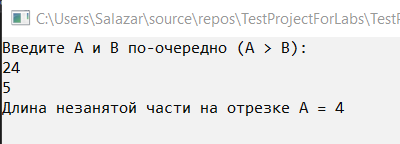 C:\Users\Salazar\source\repos\TestProjectForLabs\TestP
Введите A и B по-очередно (A > B):
24
5
Длина незанятой части на отрезке A = 4